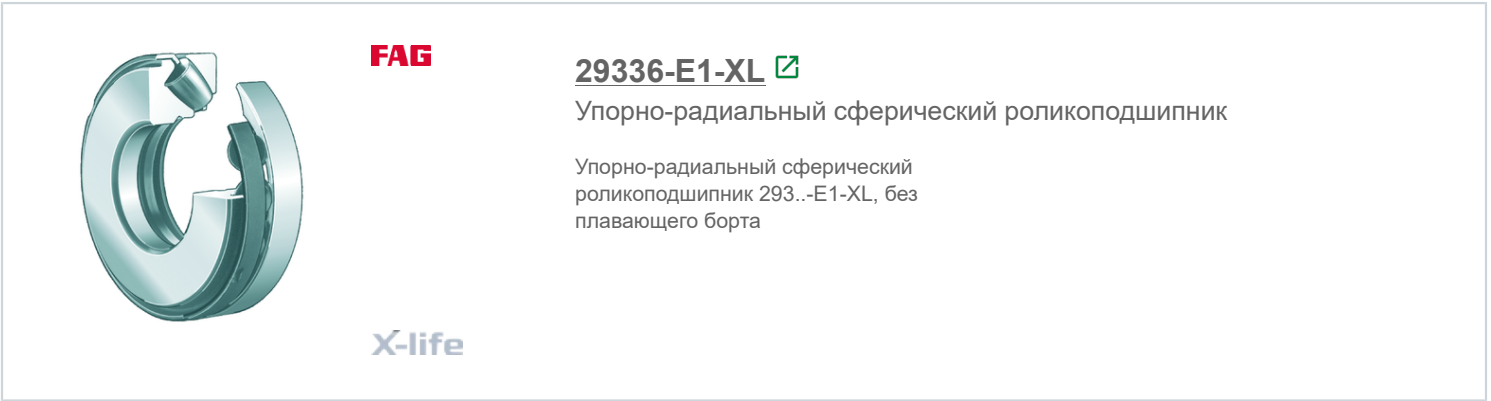 FAG
29336-E1-XL
Упорно-радиальный сферический роликоподшипник
Упорно-радиальный сферический
роликоподшипник 293..-E1-XL, без
плавающего борта
X-life